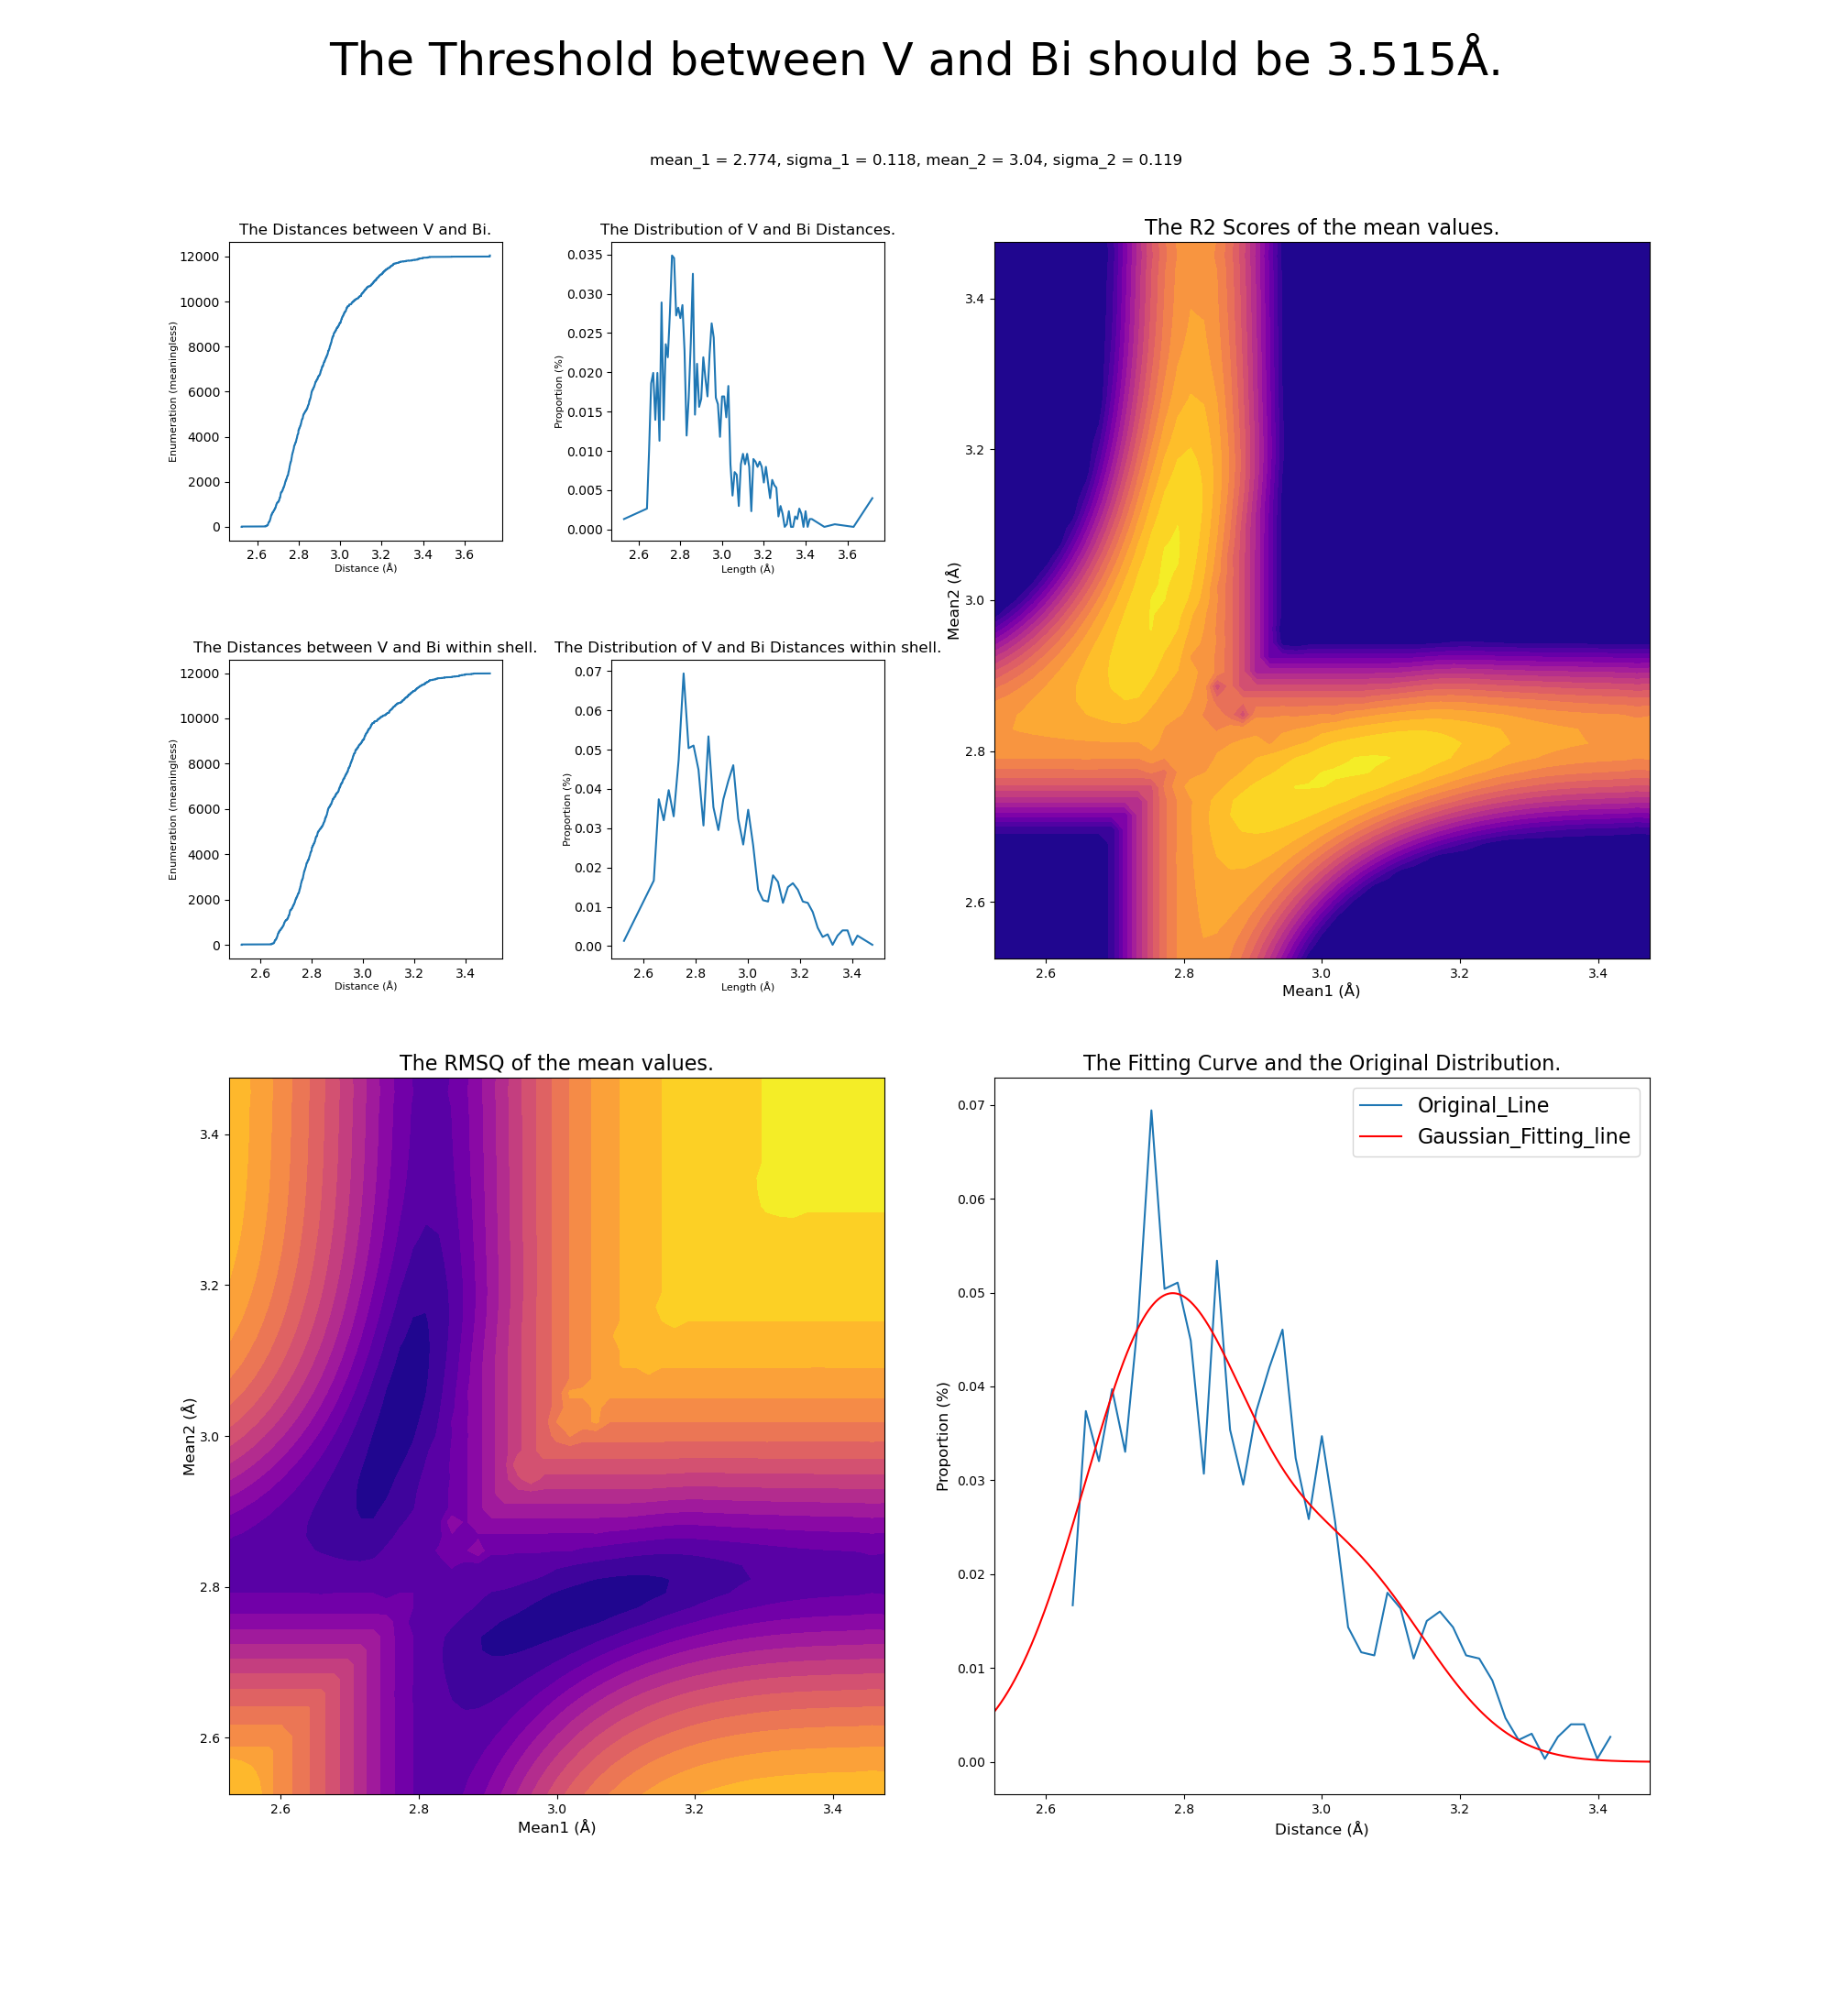 The Threshold between V and Bi should be 3.515Å.
mean_1 = 2.774, sigma_1 = 0.118, mean_2 = 3.04, sigma_2 = 0.119
The Distances between V and Bi.
12000
10000
8000
6000
4000
2000
0
Enumeration (meaningless)
2.6 2.8 3.0 3.2 3.4 3.6
Distance (Å)
The Distribution of V and Bi Distances.
0.035
0.030
0.025
0.020
0.015
0.010
0.005
0.000
Proportion (%)
2.6 2.8 3.0 3.2 3.4 3.6
Length (Å)
The R2 Scores of the mean values.
3.4
3.2
3.0
2.8
2.6
Mean2 (Å)
2.6 2.8 3.0 3.2 3.4
Mean1 (Å)
The Distances between V and Bi within shell.
12000
10000
8000
6000
4000
2000
0
Enumeration (meaningless)
2.6 2.8 3.0 3.2 3.4
Distance (Å)
The Distribution of V and Bi Distances within shell.
0.07
0.06
0.05
0.04
0.03
0.02
0.01
0.00
Proportion (%)
2.6 2.8 3.0 3.2 3.4
Length (Å)
The RMSQ of the mean values.
3.4
3.2
3.0
2.8
2.6
Mean2 (Å)
2.6 2.8 3.0 3.2 3.4
Mean1 (Å)
The Fitting Curve and the Original Distribution.
Original_Line
Gaussian_Fitting_line
0.07
0.06
0.05
0.04
0.03
0.02
0.01
0.00
Proportion (%)
2.6 2.8 3.0 3.2 3.4
Distance (Å)